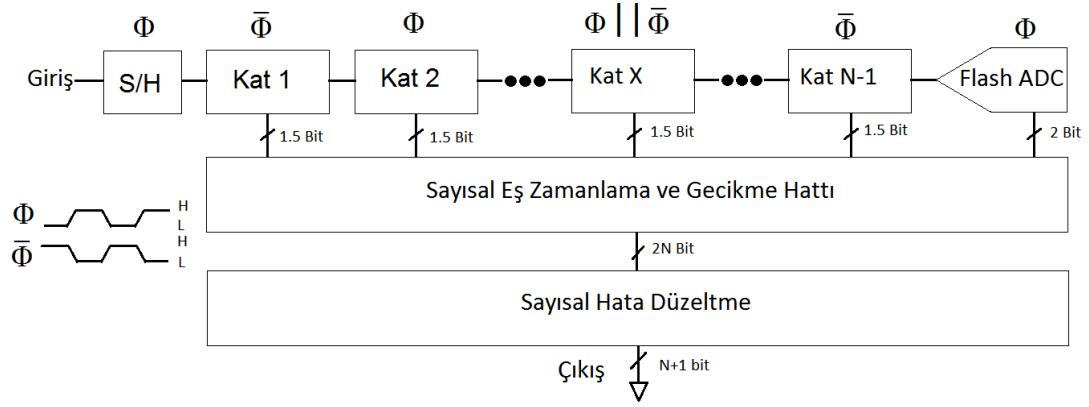 Φ Φ̅ Φ Φ || Φ̅ Φ̅ Φ
Giriş S/H Kat 1 Kat 2 Kat X Kat N-1 Flash ADC
1.5 Bit 1.5 Bit 1.5 Bit 1.5 Bit 2 Bit
Sayısal Eş Zamanlama ve Gecikme Hattı
Φ H
L
Φ̅ H
L
2N Bit
Sayısal Hata Düzeltme
Çıkış N+1 bit